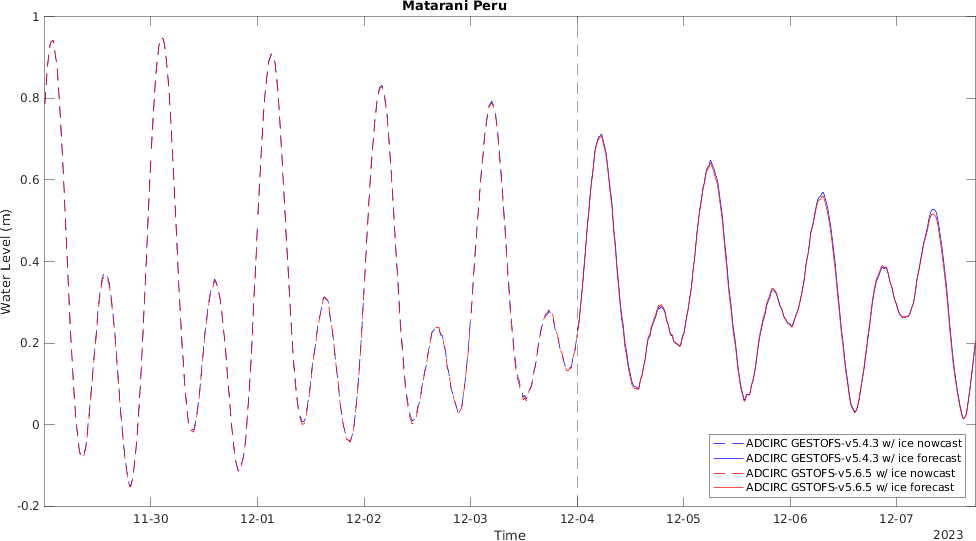 Matarani Peru
1
0.8
0.6
0.4
0.2
0
-0.2
Water Level (m)
ADCIRC GESTOFS-v5.4.3 w/ ice nowcast
ADCIRC GESTOFS-v5.4.3 w/ ice forecast
ADCIRC GSTOFS-v5.6.5 w/ ice nowcast
ADCIRC GSTOFS-v5.6.5 w/ ice forecast
11-30 12-01 12-02 12-03 12-04 12-05 12-06 12-07
Time
2023